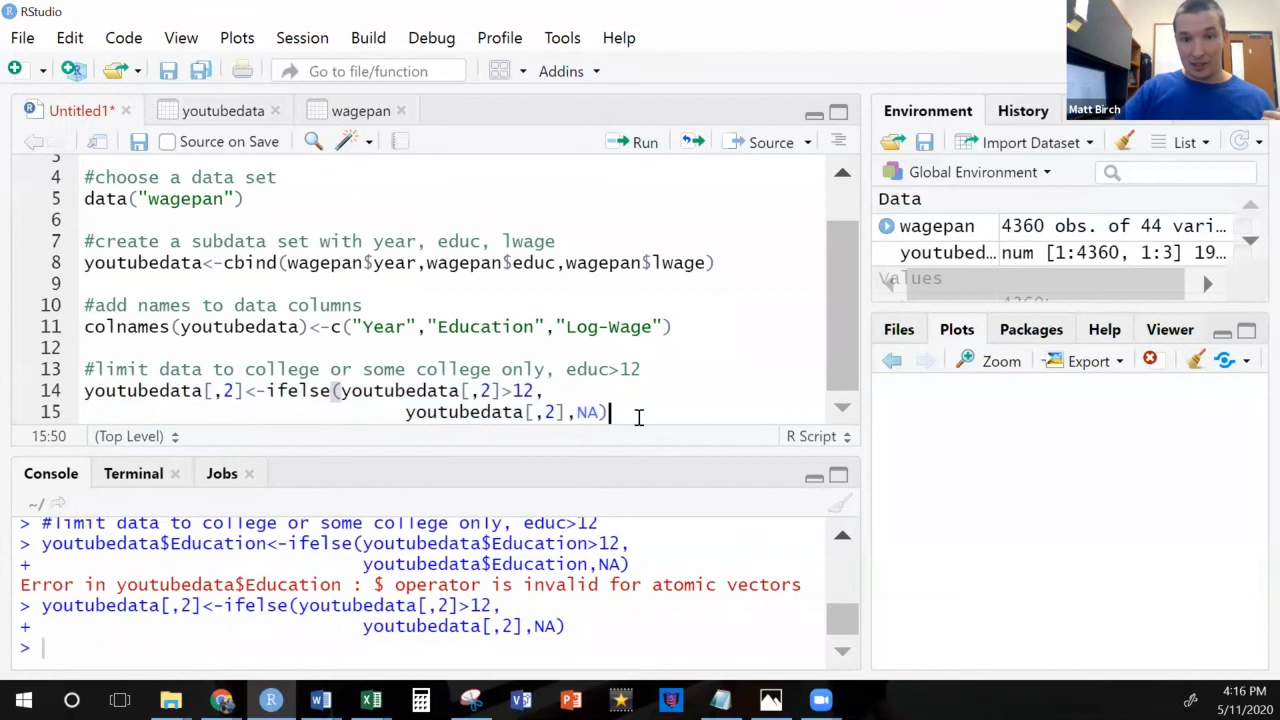 RStudio
File Edit Code View Plots Session Build Debug Profile Tools Help
Go to file/function Addins
Matt Birch
Untitled1* youtubedata wagepan
Source on Save Run Source
3
4 #choose a data set
5 data("wagepan")
6
7 #create a subdata set with year, educ, lwage
8 youtubedata<-cbind(wagepan$year,wagepan$educ,wagepan$lwage)
9
10 #add names to data columns
11 colnames(youtubedata)<-c("Year","Education","Log-Wage")
12
13 #limit data to college or some college only, educ>12
14 youtubedata[,2]<-ifelse(youtubedata[,2]>12,
15 youtubedata[,2],NA)
15:50 (Top Level) R Script
Console Terminal Jobs
~/
> #limit data to college or some college only, educ>12
> youtubedata$Education<-ifelse(youtubedata$Education>12,
+ youtubedata$Education,NA)
Error in youtubedata$Education : $ operator is invalid for atomic vectors
> youtubedata[,2]<-ifelse(youtubedata[,2]>12,
+ youtubedata[,2],NA)
>
Environment History
Import Dataset List
Global Environment
Data
wagepan 4360 obs. of 44 vari...
youtubed... num [1:4360, 1:3] 19...
Values
Files Plots Packages Help Viewer
Zoom Export
4:16 PM
5/11/2020